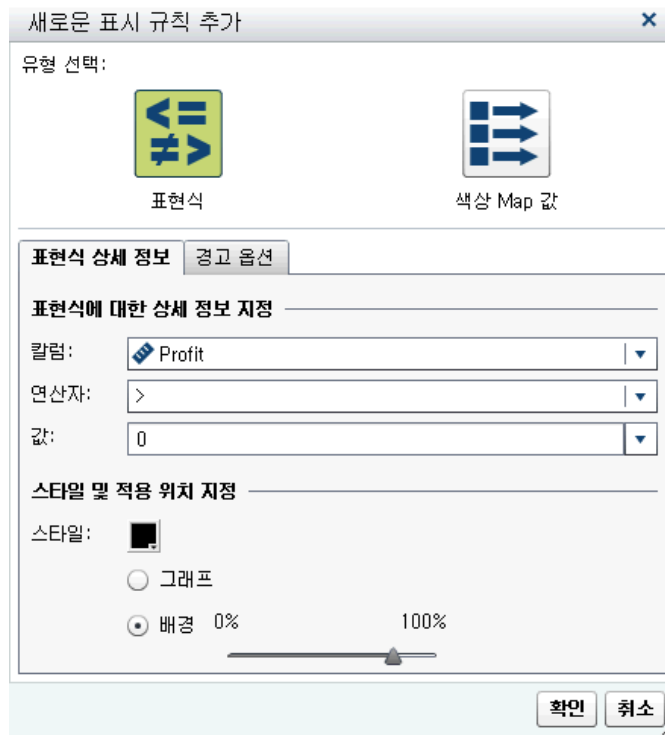 새로운 표시 규칙 추가
유형 선택:
표현식 색상 Map 값
표현식 상세 정보 경고 옵션
표현식에 대한 상세 정보 지정
칼럼: Profit
연산자: >
값: 0
스타일 및 적용 위치 지정
스타일:
그래프
배경 0% 100%
확인 취소